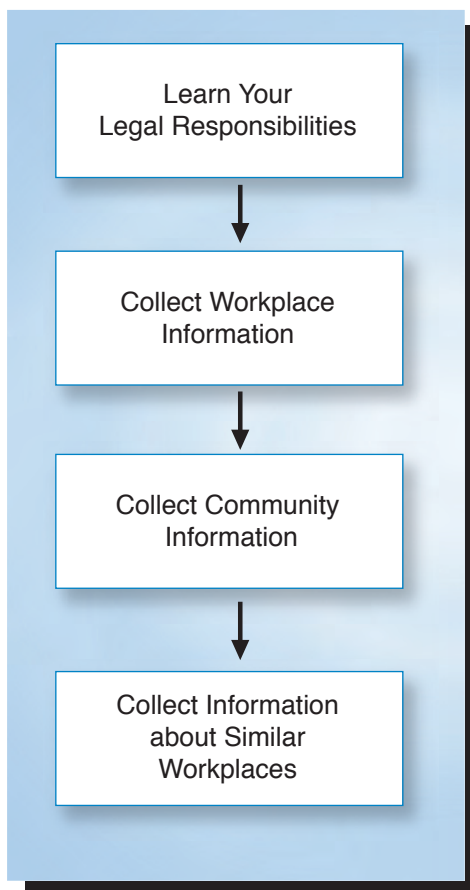 Learn Your
Legal Responsibilities
Collect Workplace
Information
Collect Community
Information
Collect Information
about Similar
Workplaces